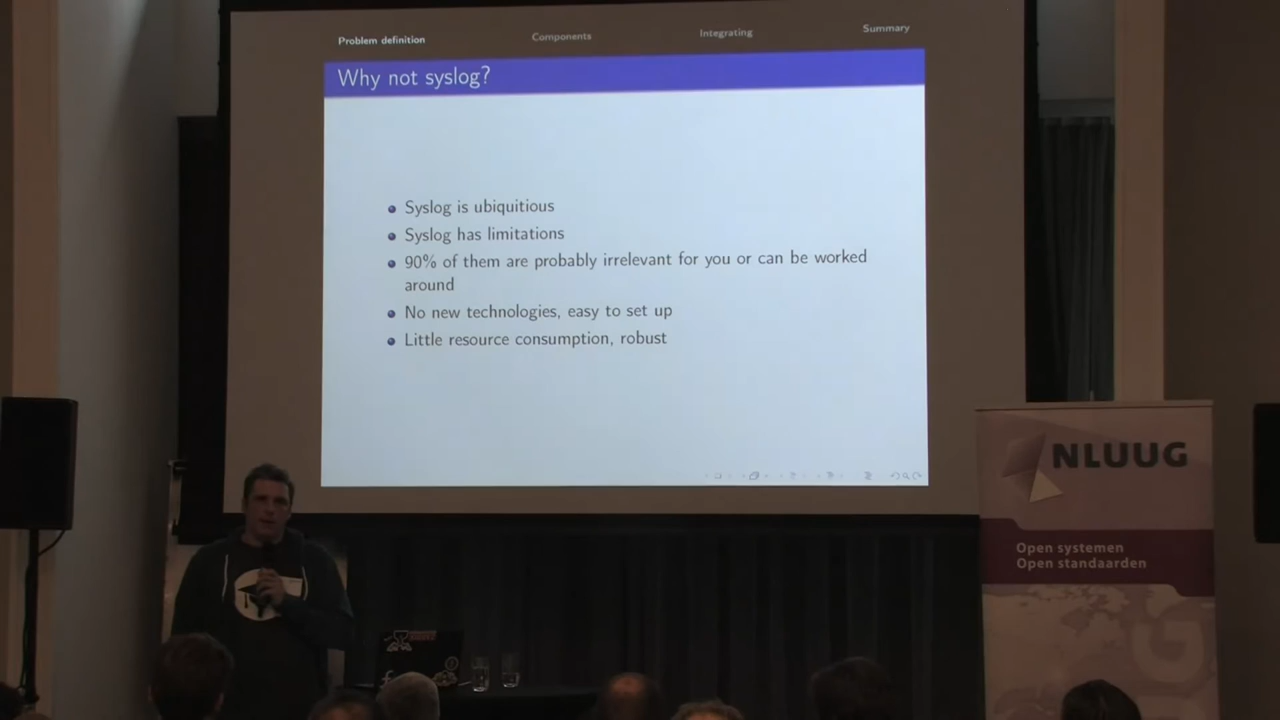 Problem definition Components Integrating Summary
Why not syslog?
Syslog is ubiquitious
Syslog has limitations
90% of them are probably irrelevant for you or can be worked
around
No new technologies, easy to set up
Little resource consumption, robust
NLUUG
Open systemen
Open standaarden